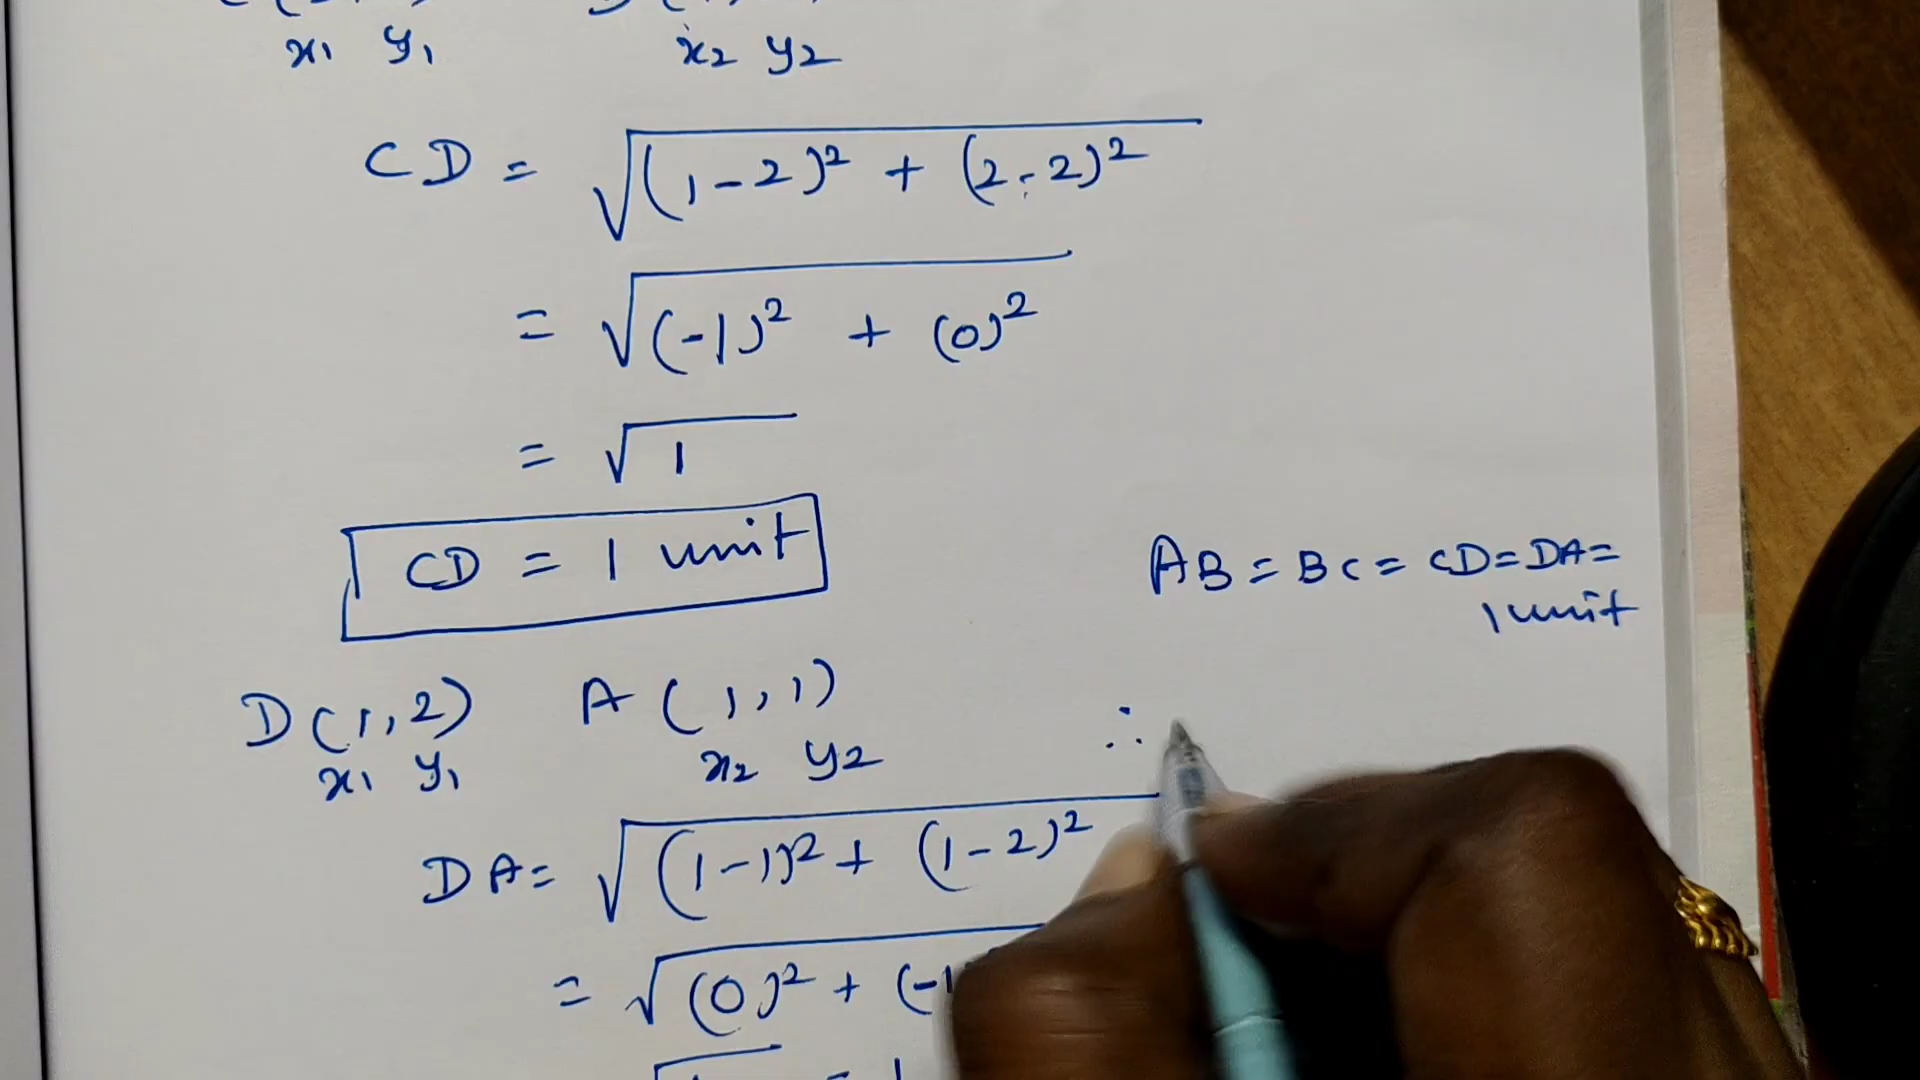 x1 y1 x2 y2
CD = √(1-2)² + (2-2)²
= √(-1)² + (0)²
= √1
CD = 1 unit
AB = BC = CD = DA =
1 unit
D(1,2) A(1,1)
x1 y1 x2 y2
∴
DA = √(1-1)² + (1-2)²
= √(0)² + (-1